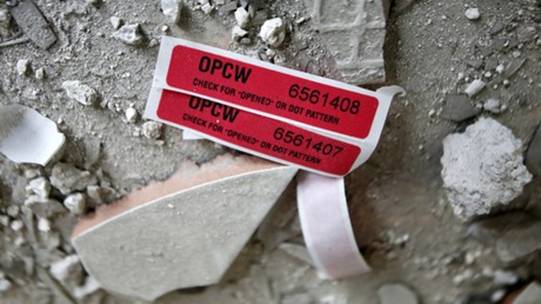 OPCW
6561408
CHECK FOR "OPENED" OR DOT PATTERN
OPCW
6561407
CHECK FOR "OPENED" OR DOT PATTERN